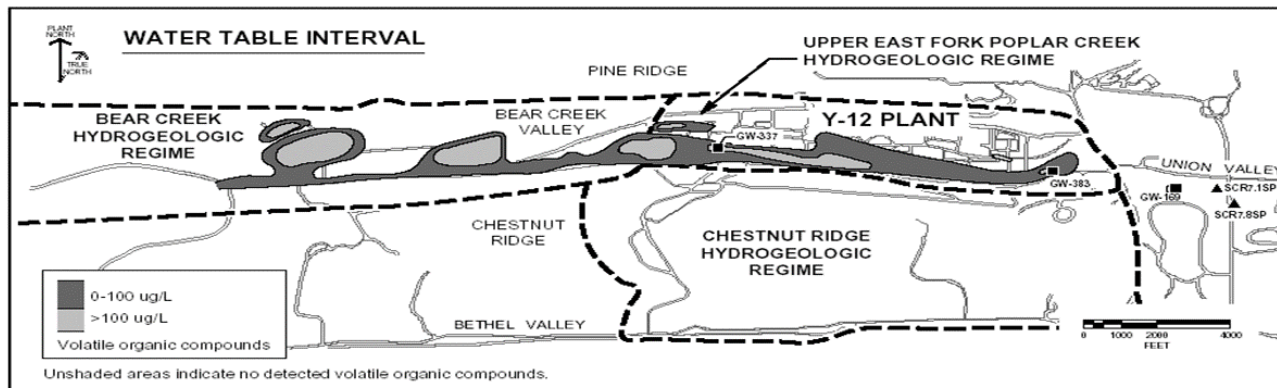 PLANT
NORTH
TRUE
NORTH
WATER TABLE INTERVAL
UPPER EAST FORK POPLAR CREEK
HYDROGEOLOGIC REGIME
PINE RIDGE
BEAR CREEK
HYDROGEOLOGIC
REGIME
BEAR CREEK
VALLEY
Y-12 PLANT
GW-337
UNION VALLEY
GW-383
GW-169
SCR7.1SP
SCR7.8SP
CHESTNUT
RIDGE
CHESTNUT RIDGE
HYDROGEOLOGIC
REGIME
0-100 ug/L
>100 ug/L
Volatile organic compounds
BETHEL VALLEY
0 1000 2000 4000
FEET
Unshaded areas indicate no detected volatile organic compounds.